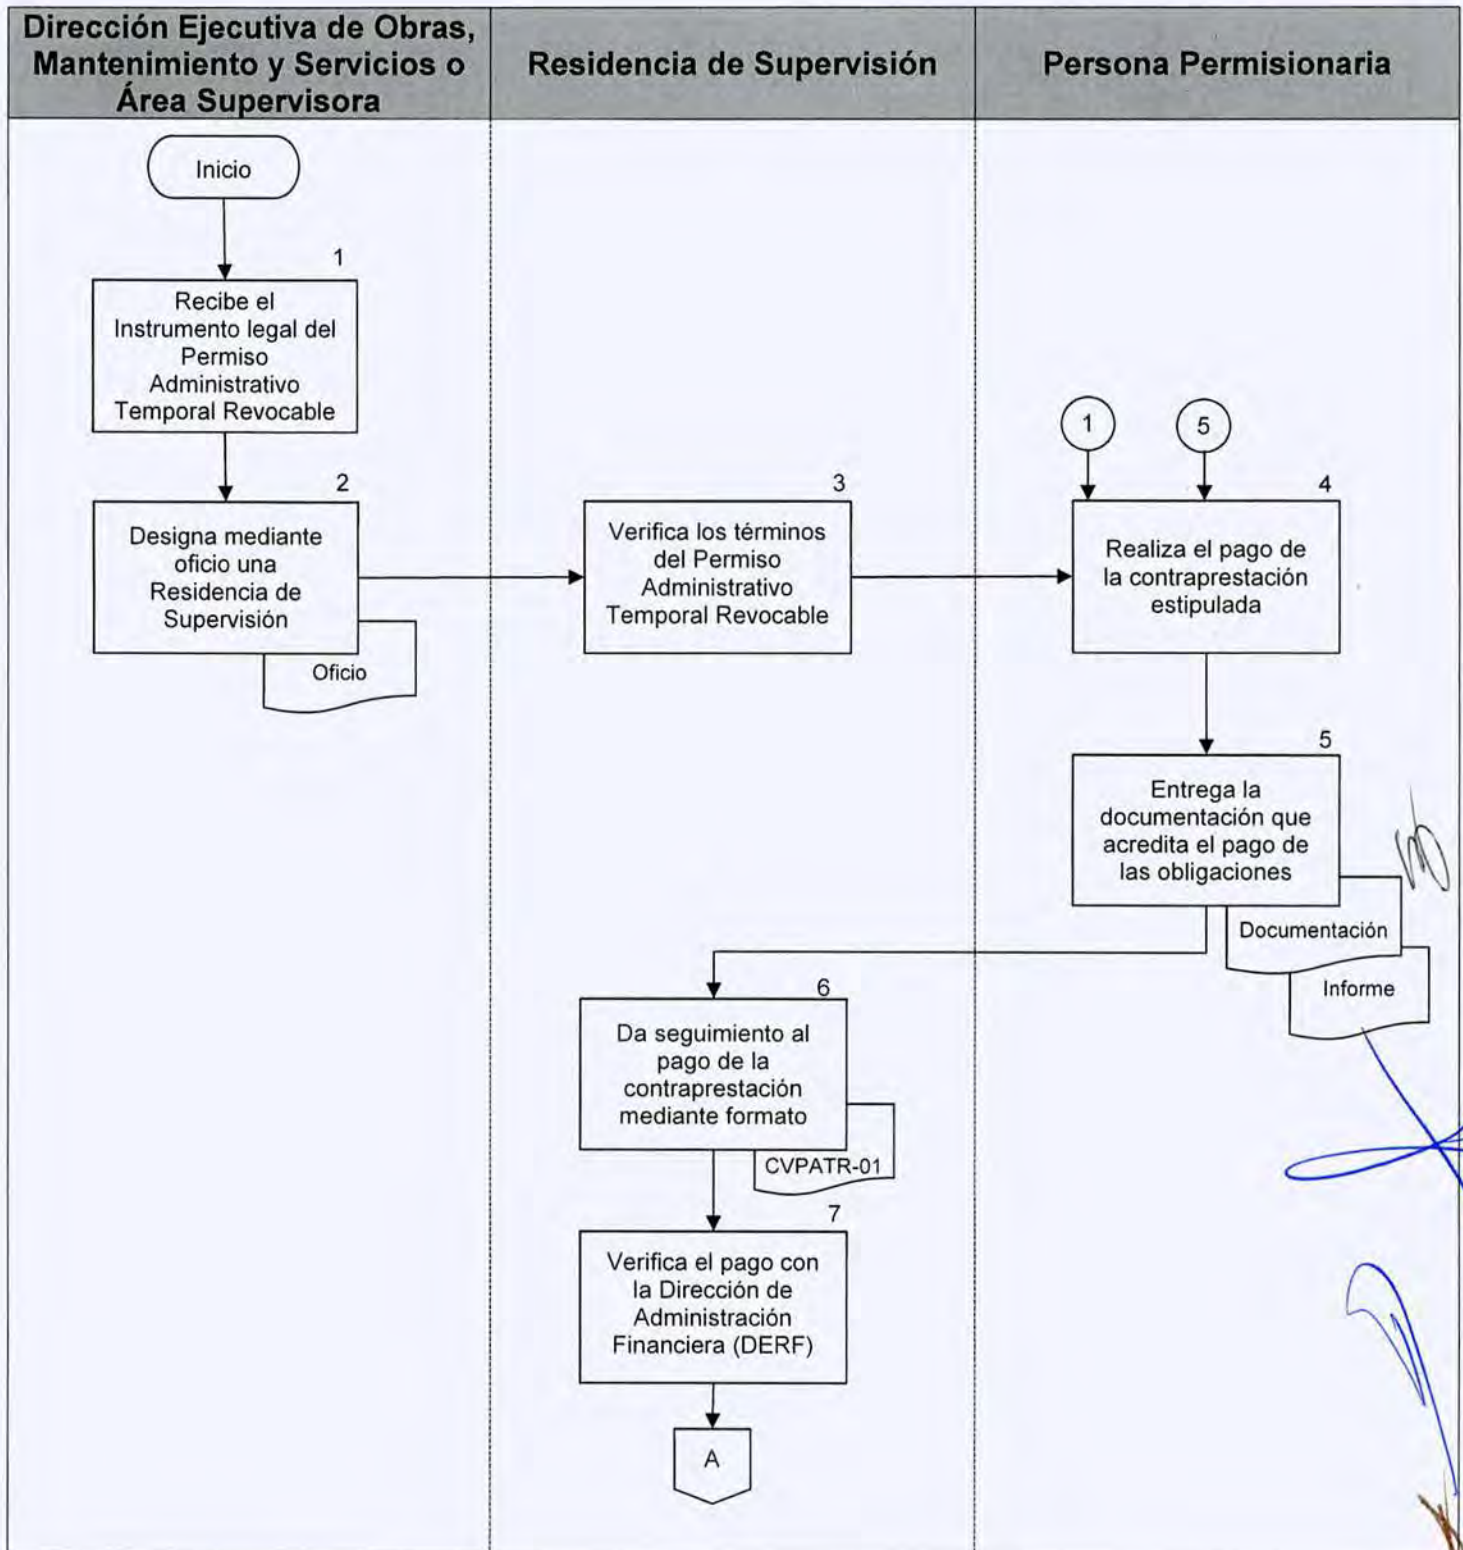 Dirección Ejecutiva de Obras,
Mantenimiento y Servicios o
Área Supervisora
Residencia de Supervisión
Persona Permisionaria
Inicio
1
Recibe el
Instrumento legal del
Permiso
Administrativo
Temporal Revocable
2
Designa mediante
oficio una
Residencia de
Supervisión
Oficio
3
Verifica los términos
del Permiso
Administrativo
Temporal Revocable
1
5
4
Realiza el pago de
la contraprestación
estipulada
5
Entrega la
documentación que
acredita el pago de
las obligaciones
Documentación
Informe
6
Da seguimiento al
pago de la
contraprestación
mediante formato
CVPATR-01
7
Verifica el pago con
la Dirección de
Administración
Financiera (DERF)
A